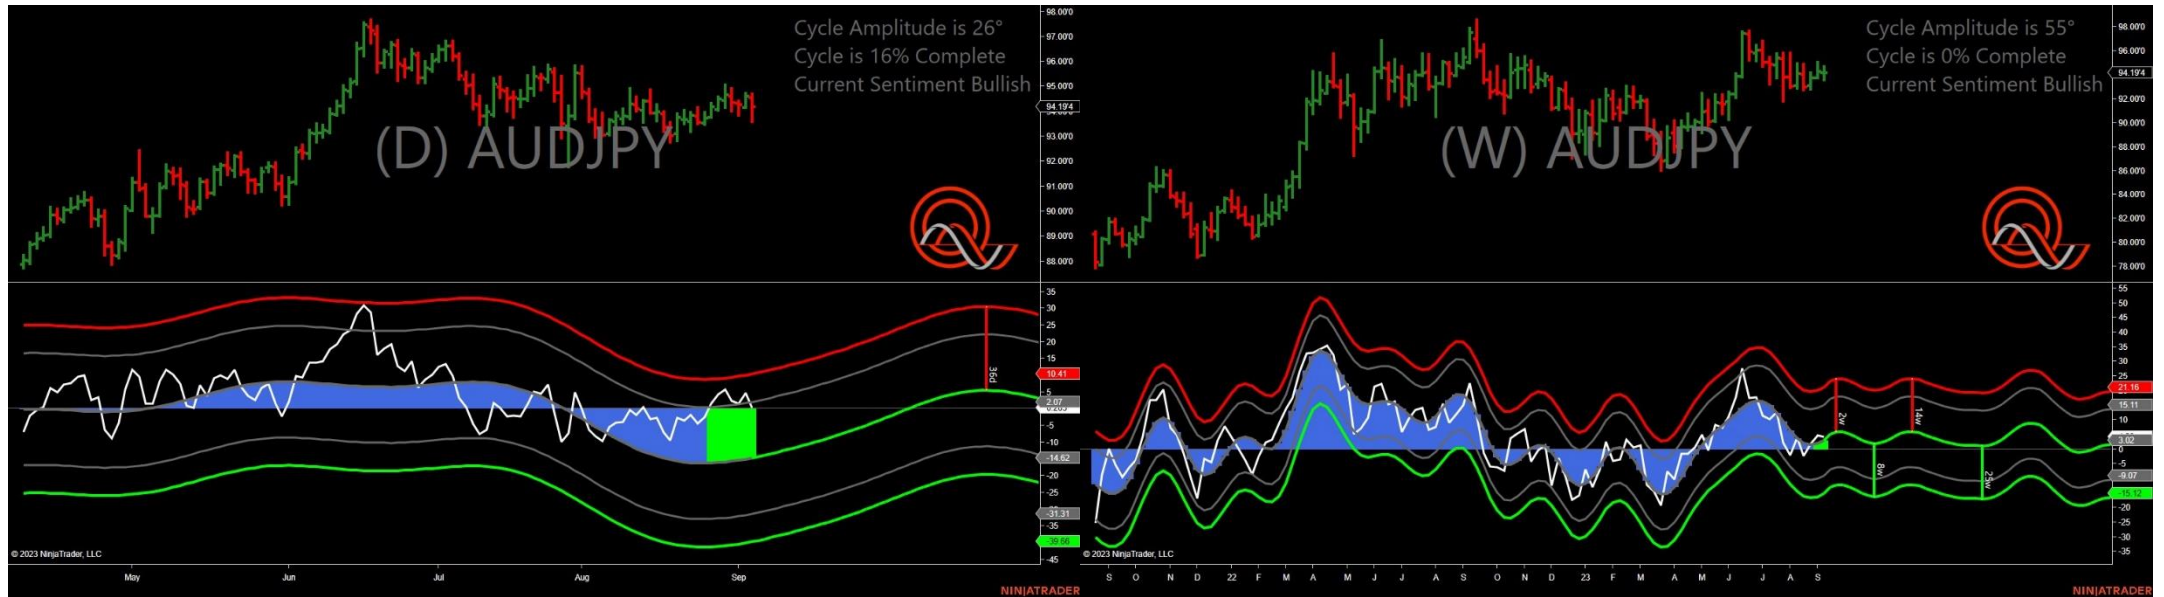 Cycle Amplitude is 26°
Cycle is 16% Complete
Current Sentiment Bullish
(D) AUDJPY
98.00'0
97.00'0
96.00'0
95.00'0
94.19'4
93.00'0
92.00'0
91.00'0
90.00'0
89.00'0
88.00'0
35
30
25
20
15
10.41
5
2.07
-5
-10
-14.62
-20
-25
-31.31
-35
-39.66
-45
36d
© 2023 NinjaTrader, LLC
May
Jun
Jul
Aug
Sep
NINJATRADER
Cycle Amplitude is 55°
Cycle is 0% Complete
Current Sentiment Bullish
(W) AUDJPY
98.00'0
96.00'0
94.19'4
92.00'0
90.00'0
88.00'0
86.00'0
84.00'0
82.00'0
80.00'0
78.00'0
55
50
45
40
35
30
25
21.16
15.11
10
3.02
0
-5
-9.07
-15.12
-20
-25
-30
-35
2w
14w
8w
25w
© 2023 NinjaTrader, LLC
S O N D 22 F M A M J J A S O N D 23 F M A M J J A S
NINJATRADER